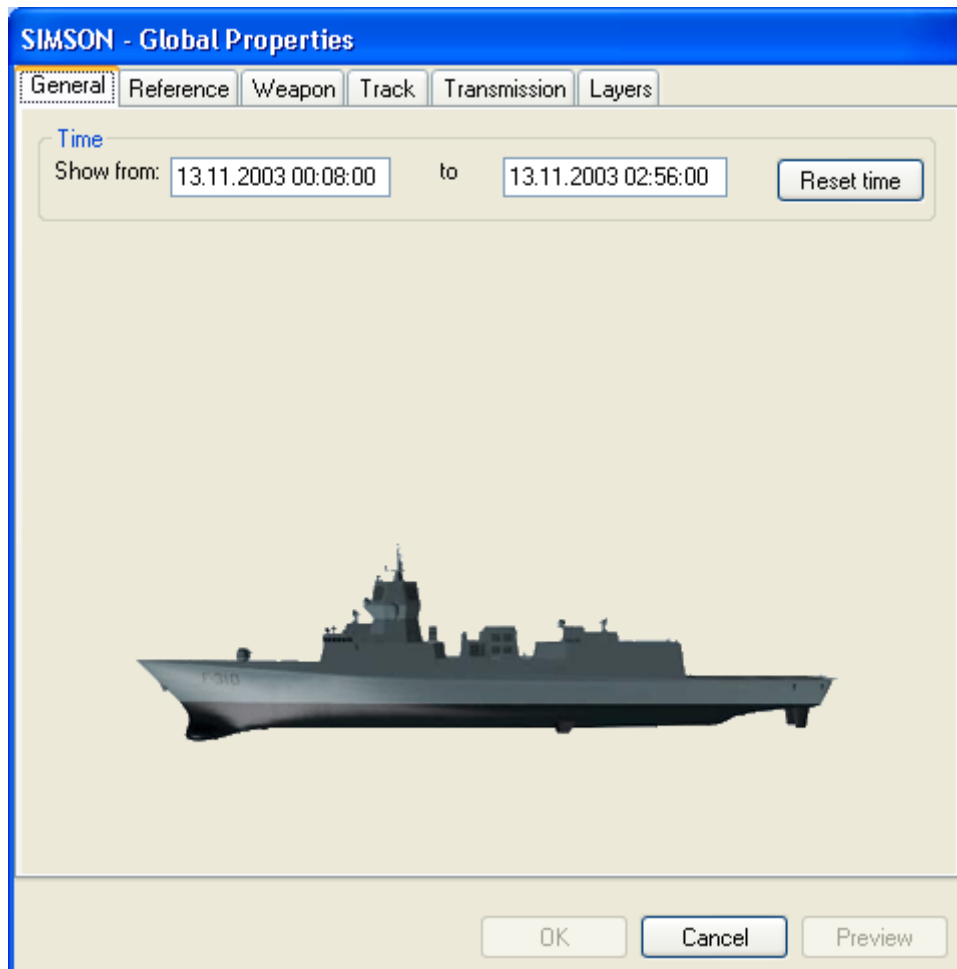 SIMSON - Global Properties
General Reference Weapon Track Transmission Layers
Time
Show from: 13.11.2003 00:08:00 to 13.11.2003 02:56:00 Reset time
F-310
OK Cancel Preview